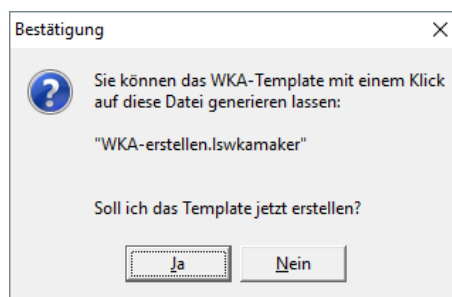 Bestätigung
Sie können das WKA-Template mit einem Klick
auf diese Datei generieren lassen:
"WKA-erstellen.lswkamaker"
Soll ich das Template jetzt erstellen?
Ja
Nein